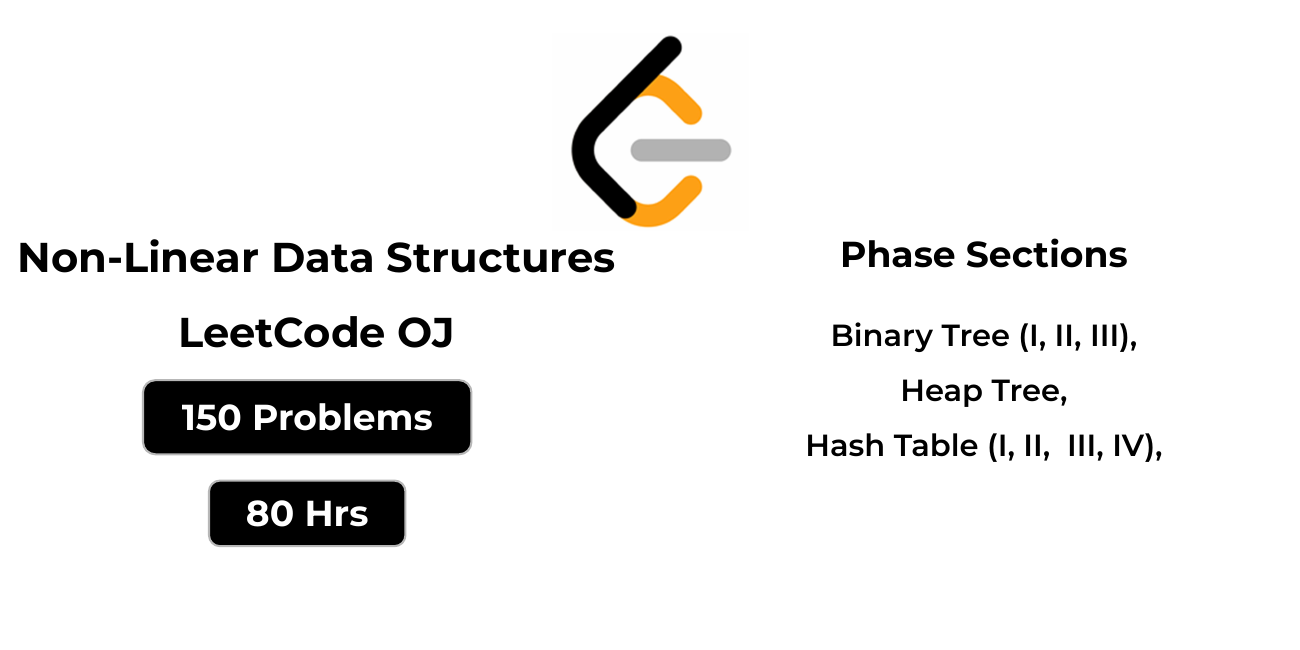 Non-Linear Data Structures
LeetCode OJ
150 Problems
80 Hrs
Phase Sections
Binary Tree (I, II, III),
Heap Tree,
Hash Table (I, II,  III, IV),